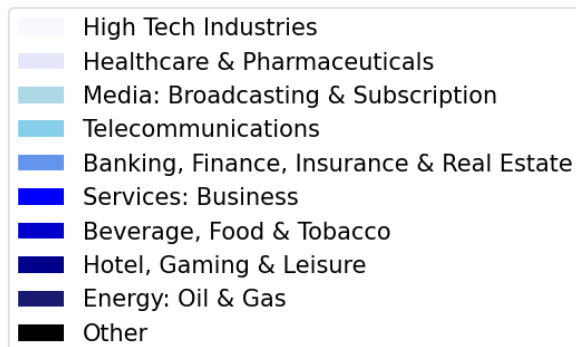 High Tech Industries
Healthcare & Pharmaceuticals
Media: Broadcasting & Subscription
Telecommunications
Banking, Finance, Insurance & Real Estate
Services: Business
Beverage, Food & Tobacco
Hotel, Gaming & Leisure
Energy: Oil & Gas
Other